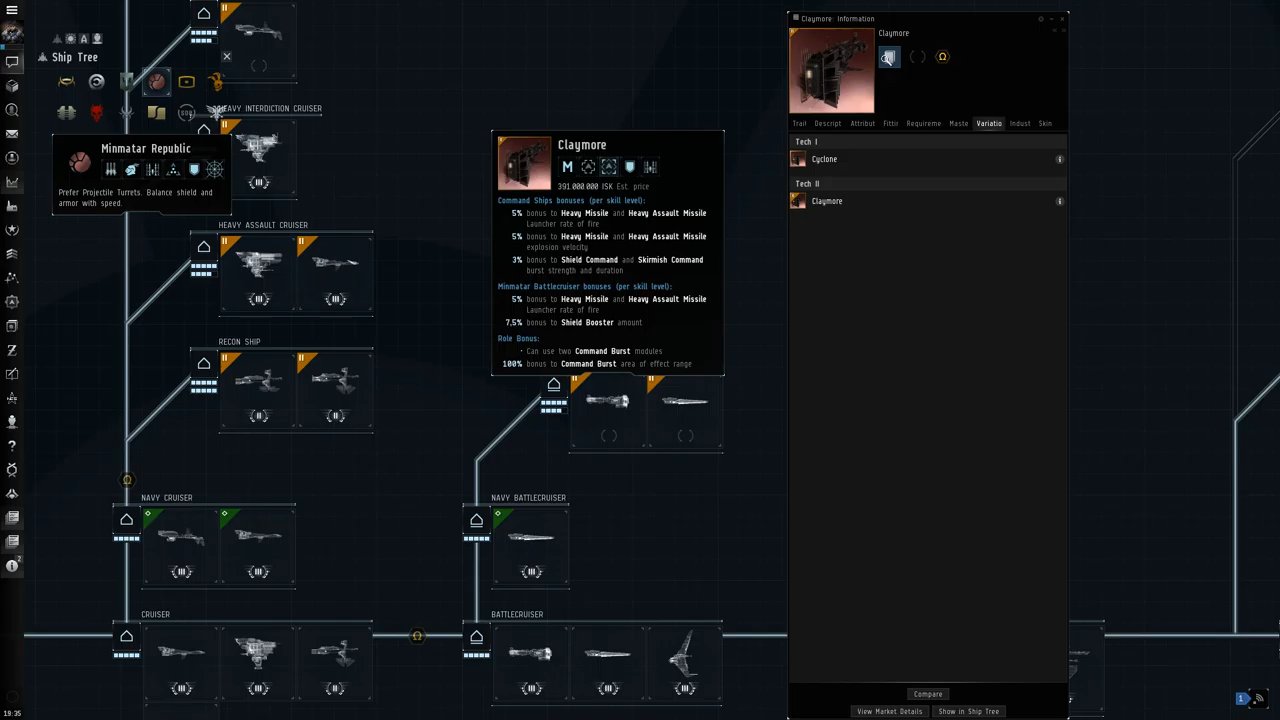 Ship Tree
HEAVY INTERDICTION CRUISER
Minmatar Republic
Prefer Projectile Turrets. Balance shield and
armor with speed.
HEAVY ASSAULT CRUISER
RECON SHIP
NAVY CRUISER
NAVY BATTLECRUISER
CRUISER
BATTLECRUISER
Claymore
391.000.000 ISK Est. price
Command Ships bonuses (per skill level):
5% bonus to Heavy Missile and Heavy Assault Missile
Launcher rate of fire
5% bonus to Heavy Missile and Heavy Assault Missile
explosion velocity
3% bonus to Shield Command and Skirmish Command
burst strength and duration
Minmatar Battlecruiser bonuses (per skill level):
5% bonus to Heavy Missile and Heavy Assault Missile
Launcher rate of fire
7,5% bonus to Shield Booster amount
Role Bonus:
· Can use two Command Burst modules
100% bonus to Command Burst area of effect range
Claymore: Information
Claymore
Trai Descript Attribut Fitti Requireme Maste Variatio Indust Skin
Tech I
Cyclone
Tech II
Claymore
Compare
View Market Details Show in Ship Tree
19:35
1